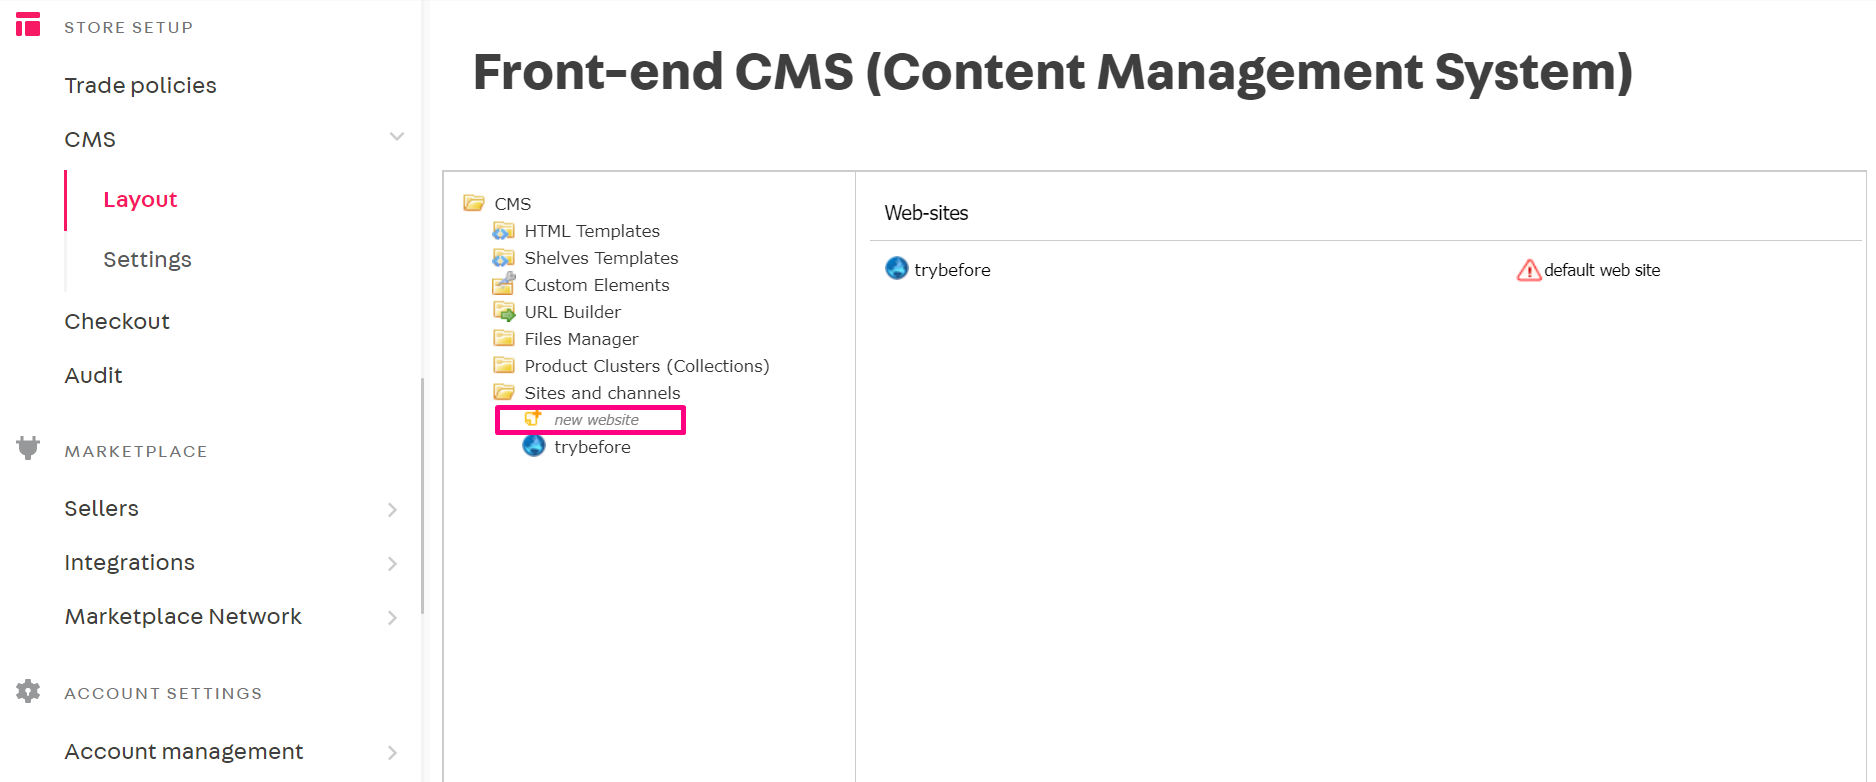 STORE SETUP
Trade policies
CMS
Layout
Settings
Checkout
Audit
MARKETPLACE
Sellers
Integrations
Marketplace Network
ACCOUNT SETTINGS
Account management
Front-end CMS (Content Management System)
CMS
HTML Templates
Shelves Templates
Custom Elements
URL Builder
Files Manager
Product Clusters (Collections)
Sites and channels
new website
trybefore
Web-sites
trybefore
default web site